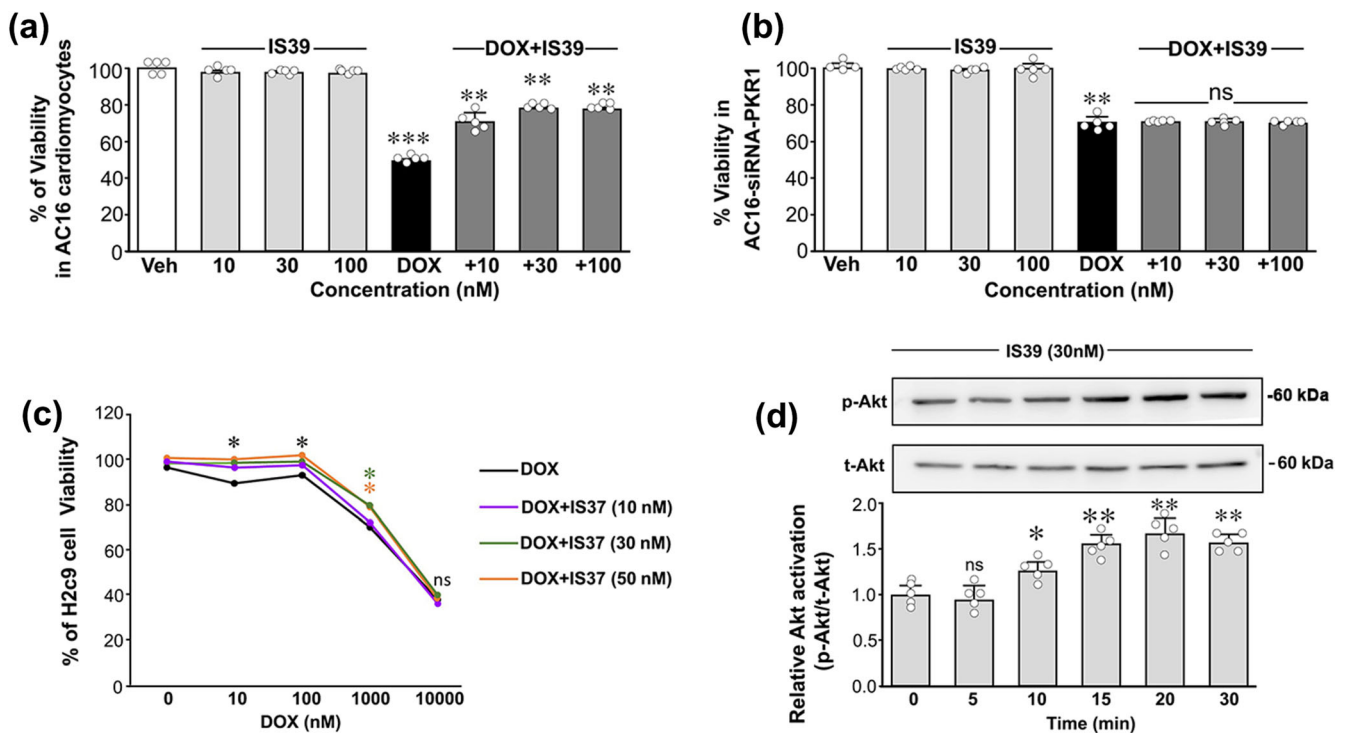 (a)
% of Viability
in AC16 cardiomyocytes
IS39
DOX+IS39
100
80
60
40
20
0
***
**
**
**
Veh
10
30
100
DOX
+10
+30
+100
Concentration (nM)
(b)
% Viability in
AC16-siRNA-PKR1
IS39
DOX+IS39
100
80
60
40
20
0
**
ns
Veh
10
30
100
DOX
+10
+30
+100
Concentration (nM)
(c)
% of H2c9 cell Viability
120
100
80
60
40
20
0
*
*
*
*
ns
0
10
100
1000
10000
DOX (nM)
DOX
DOX+IS37 (10 nM)
DOX+IS37 (30 nM)
DOX+IS37 (50 nM)
(d)
IS39 (30nM)
p-Akt
-60 kDa
t-Akt
-60 kDa
Relative Akt activation
(p-Akt/t-Akt)
2.0
1.5
1.0
0.5
0.0
ns
*
**
**
**
0
5
10
15
20
30
Time (min)